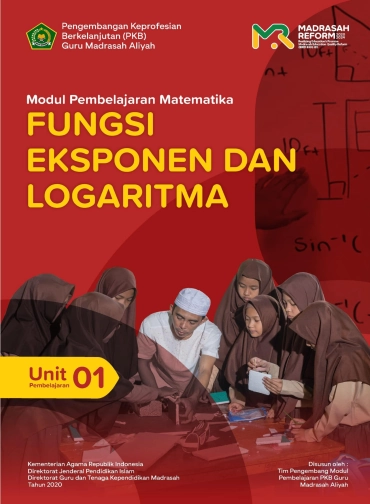 Pengembangan Keprofesian
Berkelanjutan (PKB)
Guru Madrasah Aliyah
MADRASAH
REFORM
Modul Pembelajaran Matematika
FUNGSI
EKSPONEN DAN
LOGARITMA
sin⁻¹(
Unit
Pembelajaran
01
Kementerian Agama Republik Indonesia
Direktorat Jenderal Pendidikan Islam
Direktorat Guru dan Tenaga Kependidikan Madrasah
Tahun 2020
Disusun oleh :
Tim Pengembang Modul
Pembelajaran PKB Guru
Madrasah Aliyah